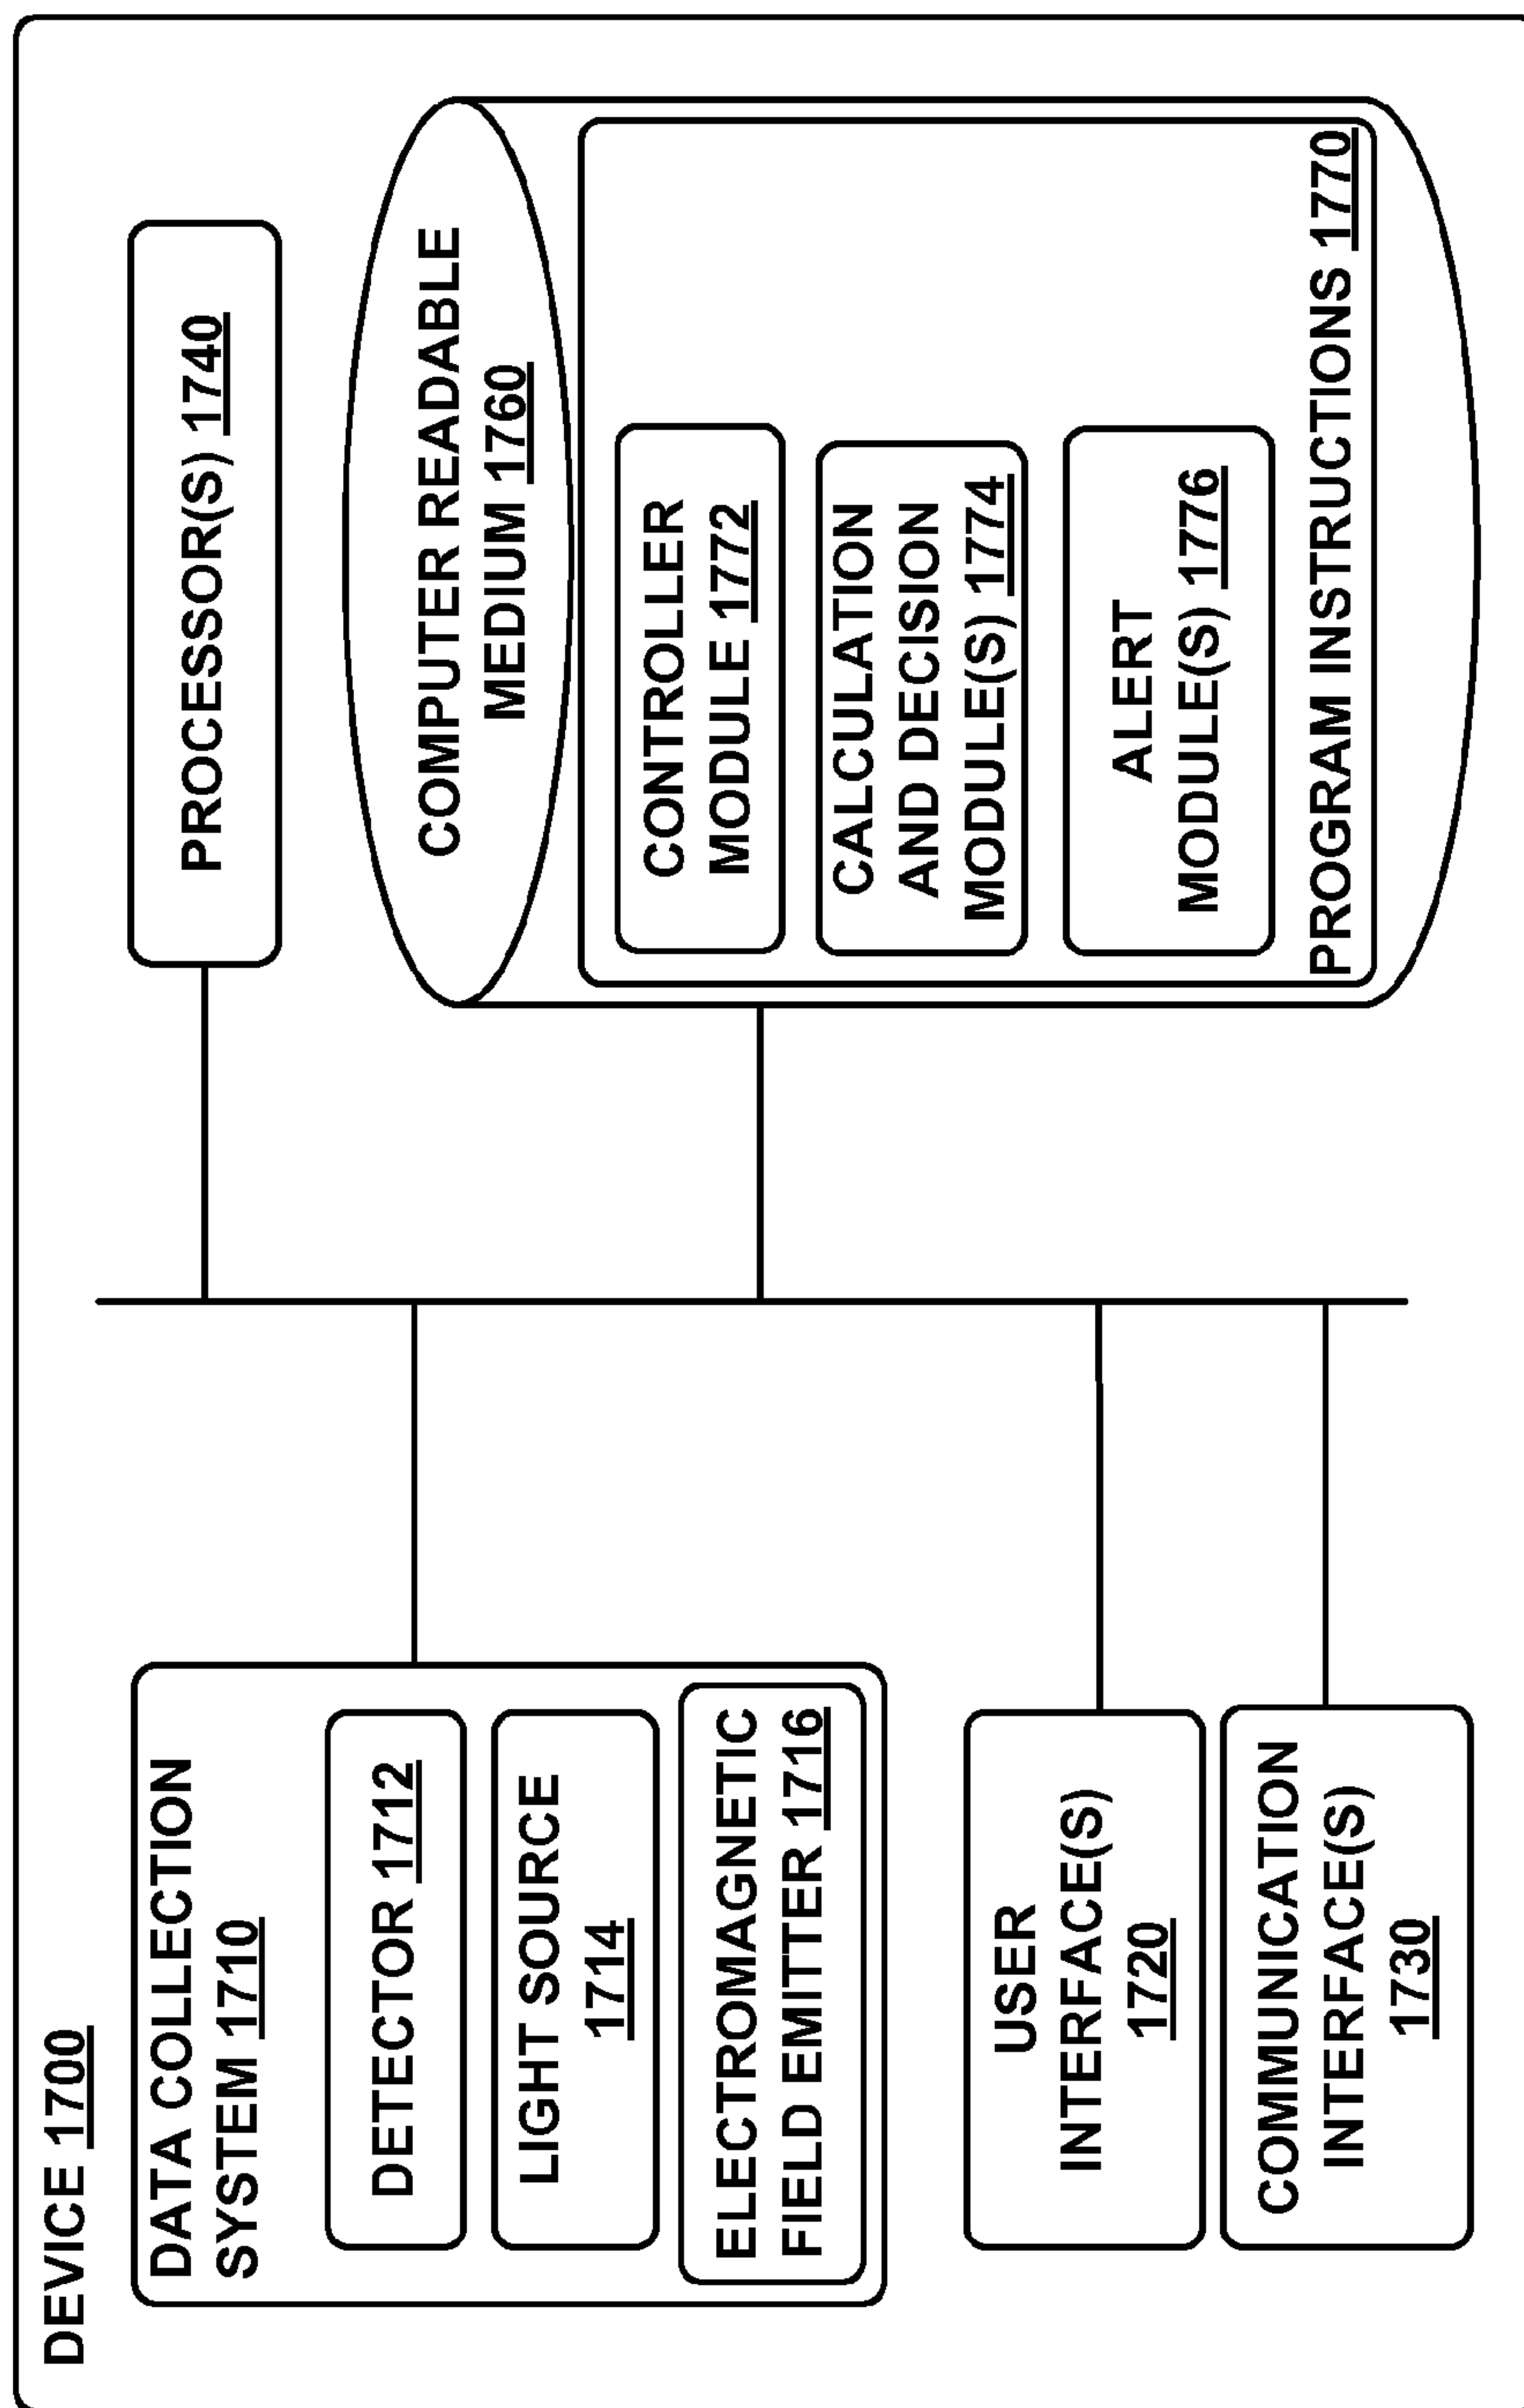 DEVICE 1700
DATA COLLECTION
SYSTEM 1710
DETECTOR 1712
LIGHT SOURCE
1714
ELECTROMAGNETIC
FIELD EMITTER 1716
USER
INTERFACE(S)
1720
COMMUNICATION
INTERFACE(S)
1730
PROCESSOR(S) 1740
COMPUTER READABLE
MEDIUM 1760
CONTROLLER
MODULE 1772
CALCULATION
AND DECISION
MODULE(S) 1774
ALERT
MODULE(S) 1776
PROGRAM INSTRUCTIONS 1770